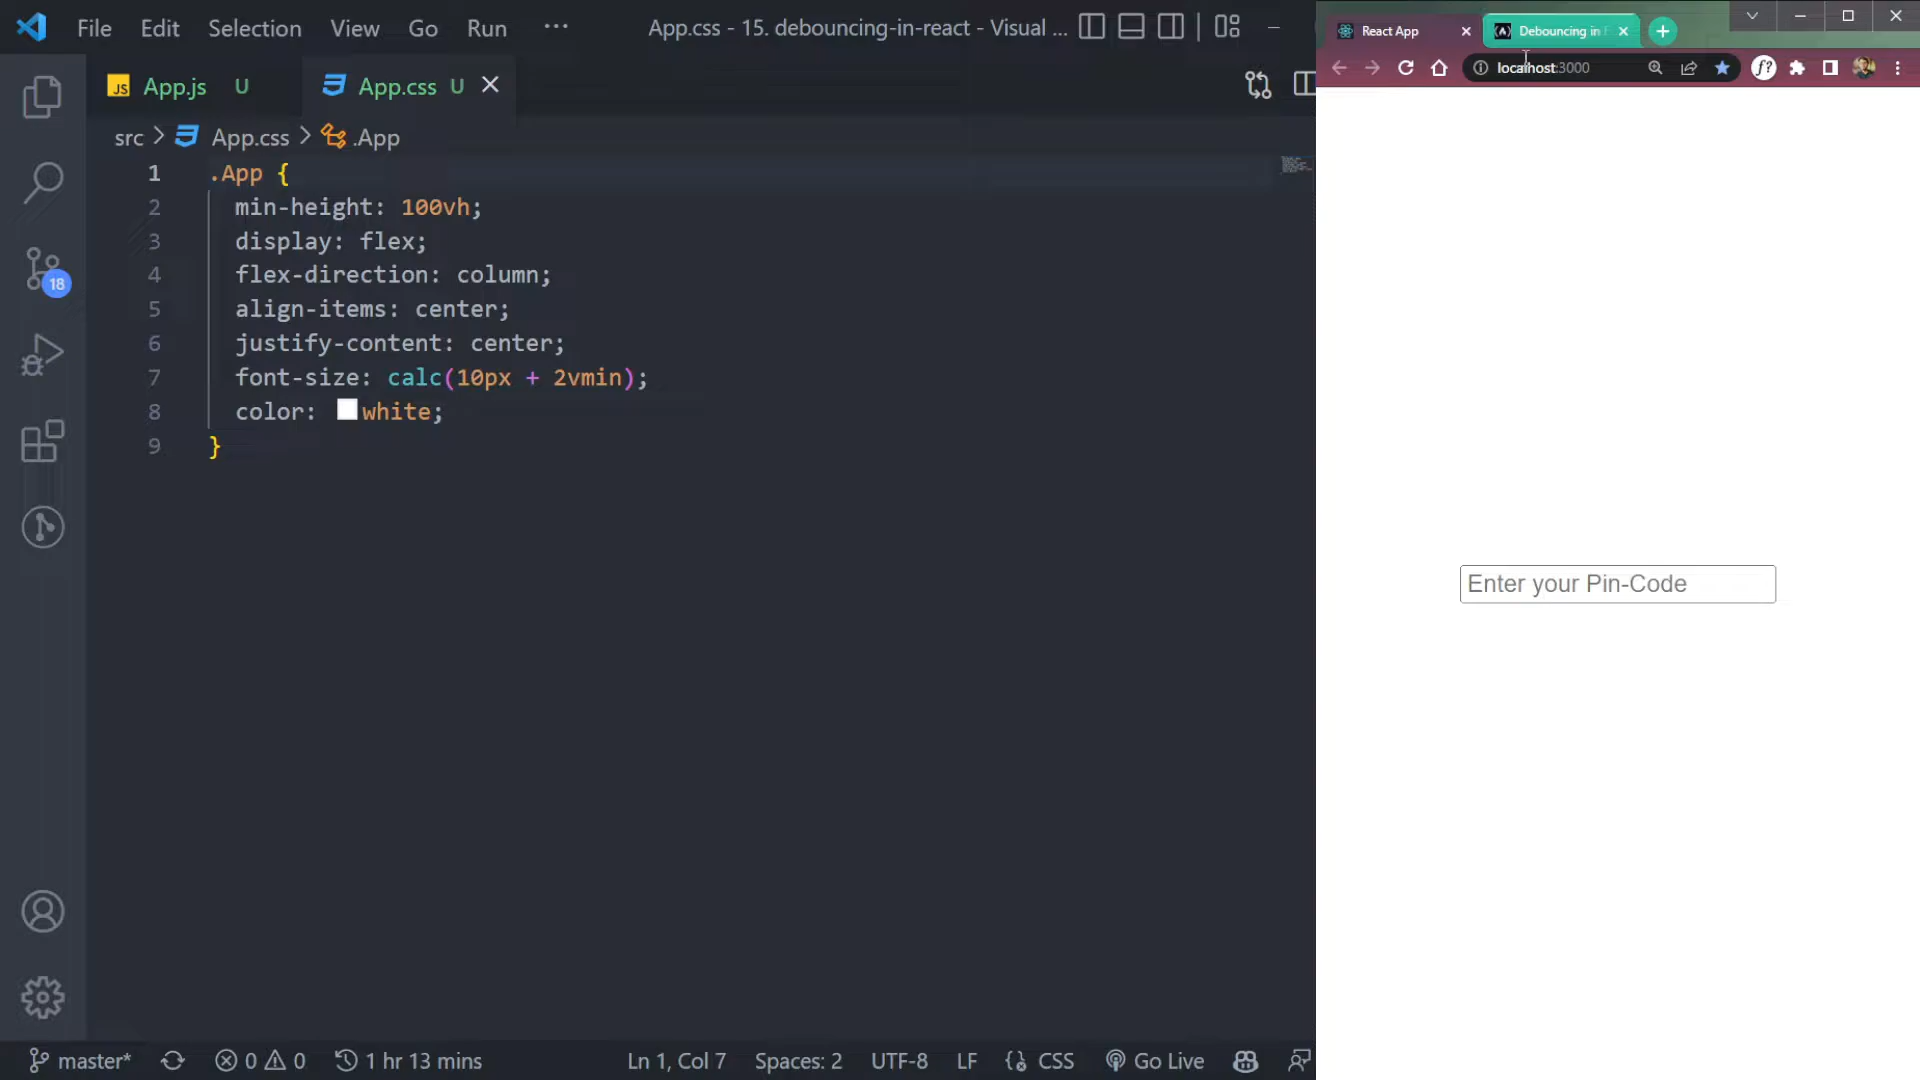 File Edit Selection View Go Run ... App.css - 15. debouncing-in-react - Visual ...
JS App.js U App.css U
src > App.css > .App
1 .App {
2 min-height: 100vh;
3 display: flex;
4 flex-direction: column;
5 align-items: center;
6 justify-content: center;
7 font-size: calc(10px + 2vmin);
8 color: white;
9 }
18
master* 0 0 1 hr 13 mins Ln 1, Col 7 Spaces: 2 UTF-8 LF CSS Go Live
React App Debouncing in
localhost:3000
f?
Enter your Pin-Code